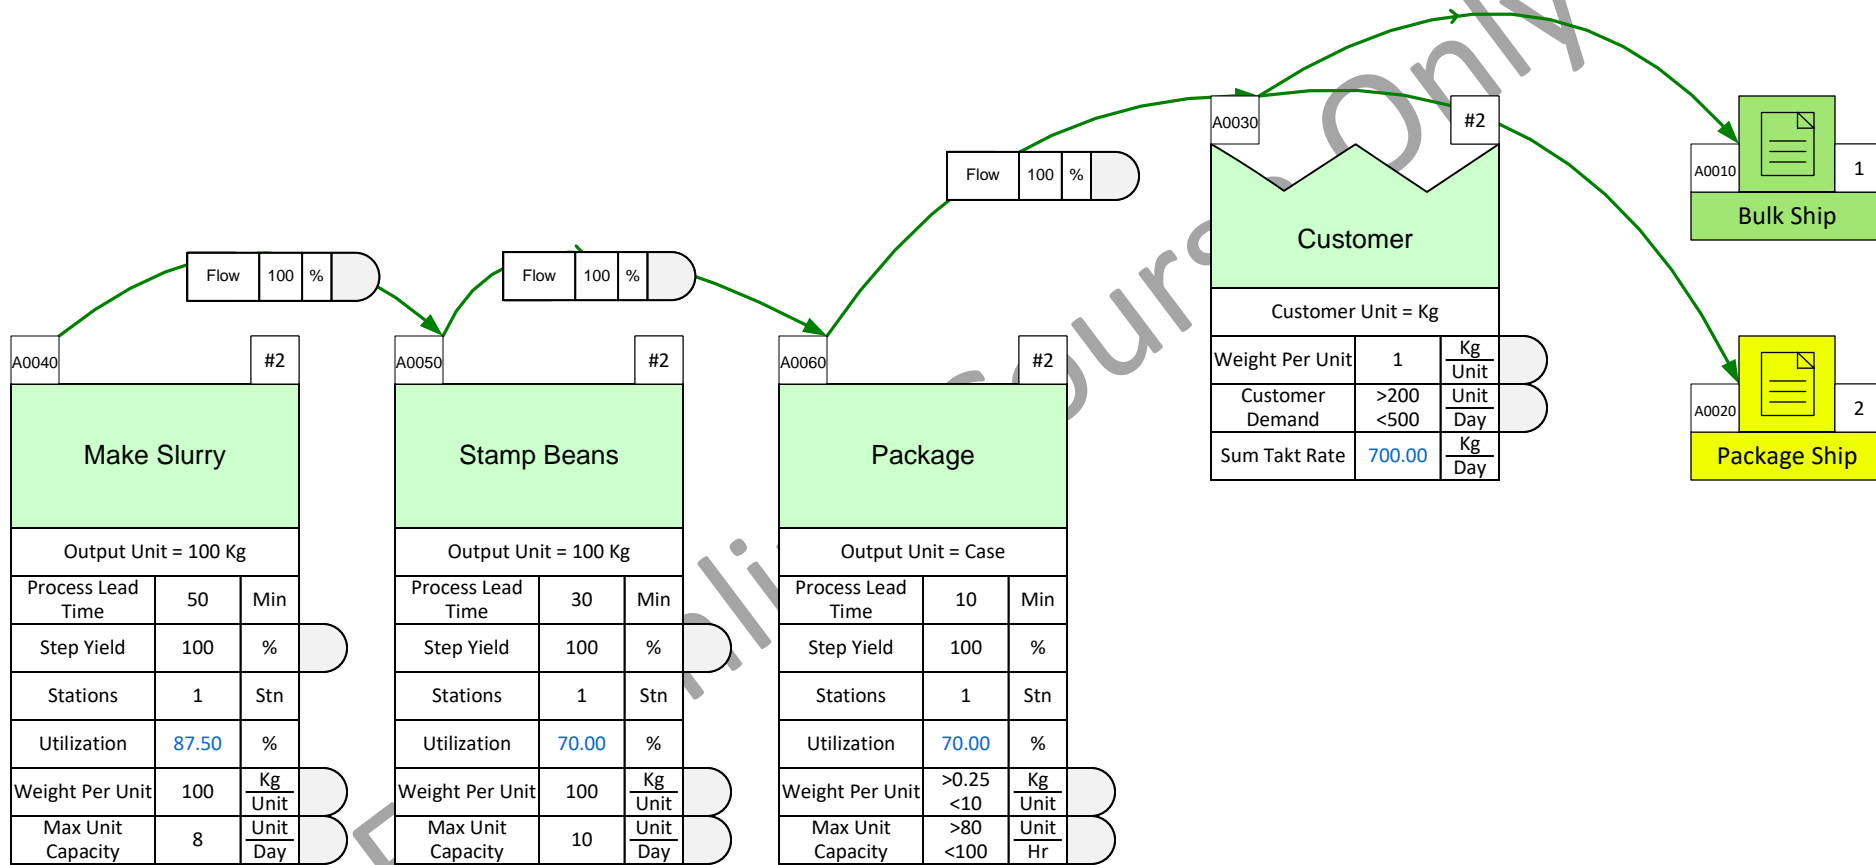 A0030
#2
Customer
Customer Unit = Kg
Weight Per Unit 1 Kg Unit
Customer Demand >200 <500 Unit Day
Sum Takt Rate 700.00 Kg Day
A0010
1
Bulk Ship
A0020
2
Package Ship
Flow 100 %
Flow 100 %
Flow 100 %
A0040
#2
Make Slurry
Output Unit = 100 Kg
Process Lead Time 50 Min
Step Yield 100 %
Stations 1 Stn
Utilization 87.50 %
Weight Per Unit 100 Kg Unit
Max Unit Capacity 8 Unit Day
A0050
#2
Stamp Beans
Output Unit = 100 Kg
Process Lead Time 30 Min
Step Yield 100 %
Stations 1 Stn
Utilization 70.00 %
Weight Per Unit 100 Kg Unit
Max Unit Capacity 10 Unit Day
A0060
#2
Package
Output Unit = Case
Process Lead Time 10 Min
Step Yield 100 %
Stations 1 Stn
Utilization 70.00 %
Weight Per Unit >0.25 <10 Kg Unit
Max Unit Capacity >80 <100 Unit Hr
Only